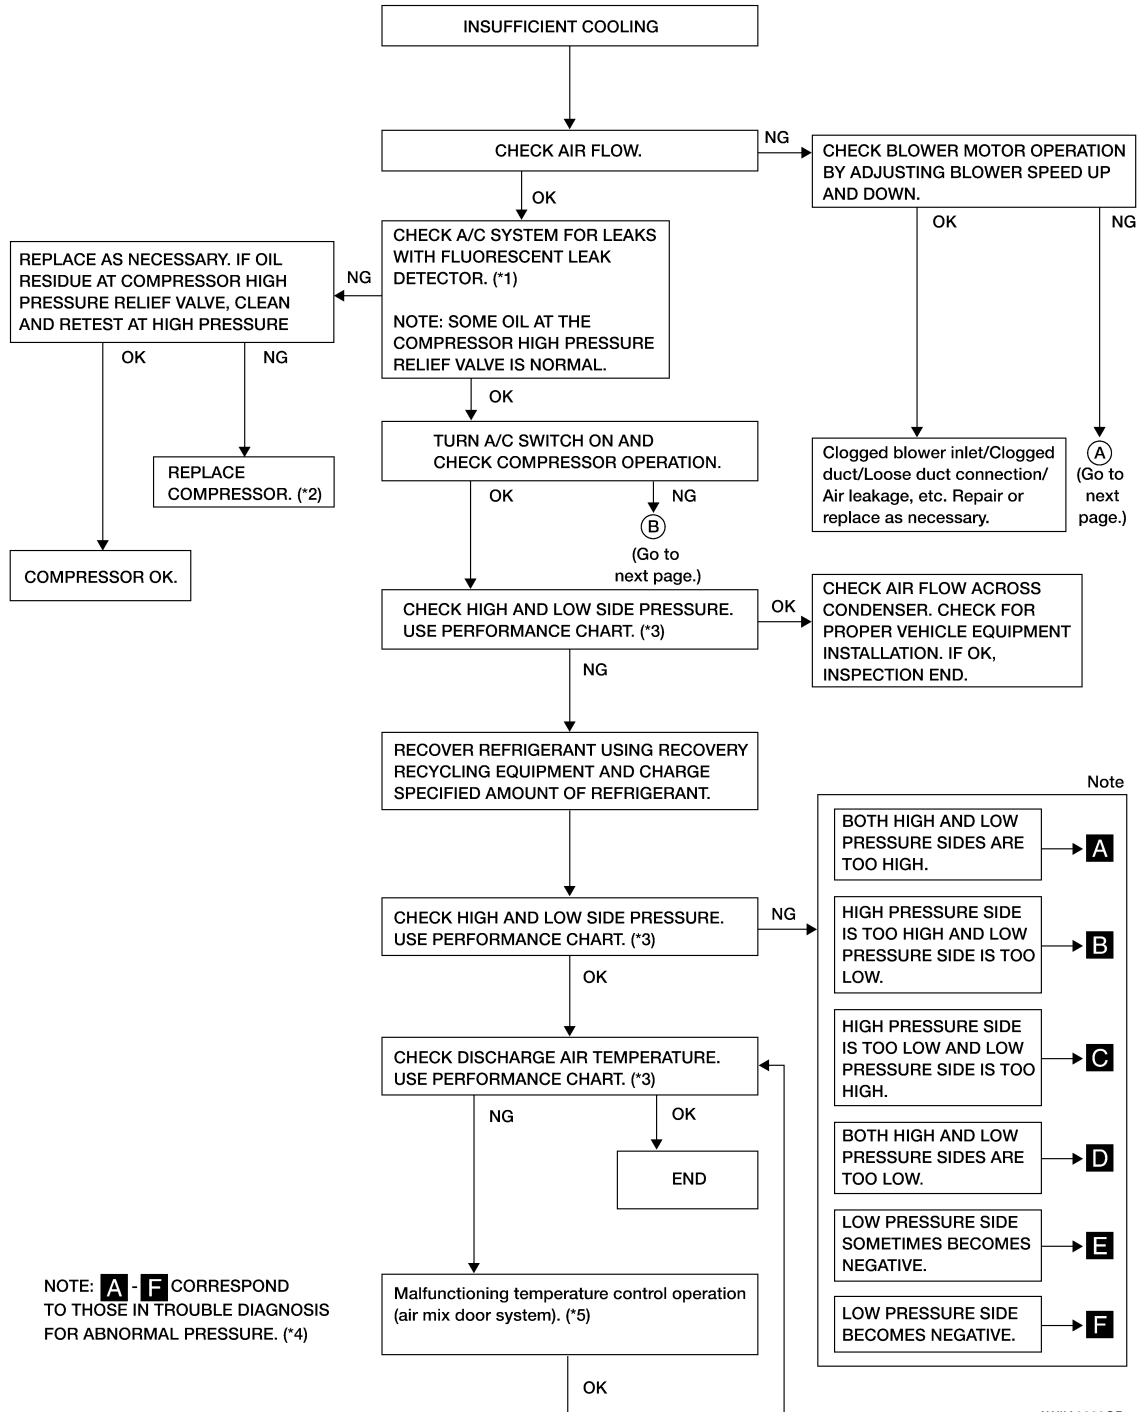 INSUFFICIENT COOLING
CHECK AIR FLOW.
NG
CHECK BLOWER MOTOR OPERATION
BY ADJUSTING BLOWER SPEED UP
AND DOWN.
OK
OK
NG
CHECK A/C SYSTEM FOR LEAKS
WITH FLUORESCENT LEAK
DETECTOR. (*1)
NOTE: SOME OIL AT THE
COMPRESSOR HIGH PRESSURE
RELIEF VALVE IS NORMAL.
NG
REPLACE AS NECESSARY. IF OIL
RESIDUE AT COMPRESSOR HIGH
PRESSURE RELIEF VALVE, CLEAN
AND RETEST AT HIGH PRESSURE
OK
NG
REPLACE
COMPRESSOR. (*2)
COMPRESSOR OK.
OK
TURN A/C SWITCH ON AND
CHECK COMPRESSOR OPERATION.
OK
NG
B
(Go to
next page.)
Clogged blower inlet/Clogged
duct/Loose duct connection/
Air leakage, etc. Repair or
replace as necessary.
A
(Go to
next
page.)
CHECK HIGH AND LOW SIDE PRESSURE.
USE PERFORMANCE CHART. (*3)
OK
CHECK AIR FLOW ACROSS
CONDENSER. CHECK FOR
PROPER VEHICLE EQUIPMENT
INSTALLATION. IF OK,
INSPECTION END.
NG
RECOVER REFRIGERANT USING RECOVERY
RECYCLING EQUIPMENT AND CHARGE
SPECIFIED AMOUNT OF REFRIGERANT.
CHECK HIGH AND LOW SIDE PRESSURE.
USE PERFORMANCE CHART. (*3)
NG
OK
Note
BOTH HIGH AND LOW
PRESSURE SIDES ARE
TOO HIGH.
A
HIGH PRESSURE SIDE
IS TOO HIGH AND LOW
PRESSURE SIDE IS TOO
LOW.
B
HIGH PRESSURE SIDE
IS TOO LOW AND LOW
PRESSURE SIDE IS TOO
HIGH.
C
BOTH HIGH AND LOW
PRESSURE SIDES ARE
TOO LOW.
D
LOW PRESSURE SIDE
SOMETIMES BECOMES
NEGATIVE.
E
LOW PRESSURE SIDE
BECOMES NEGATIVE.
F
CHECK DISCHARGE AIR TEMPERATURE.
USE PERFORMANCE CHART. (*3)
NG
OK
END
Malfunctioning temperature control operation
(air mix door system). (*5)
OK
NOTE: A - F CORRESPOND
TO THOSE IN TROUBLE DIAGNOSIS
FOR ABNORMAL PRESSURE. (*4)